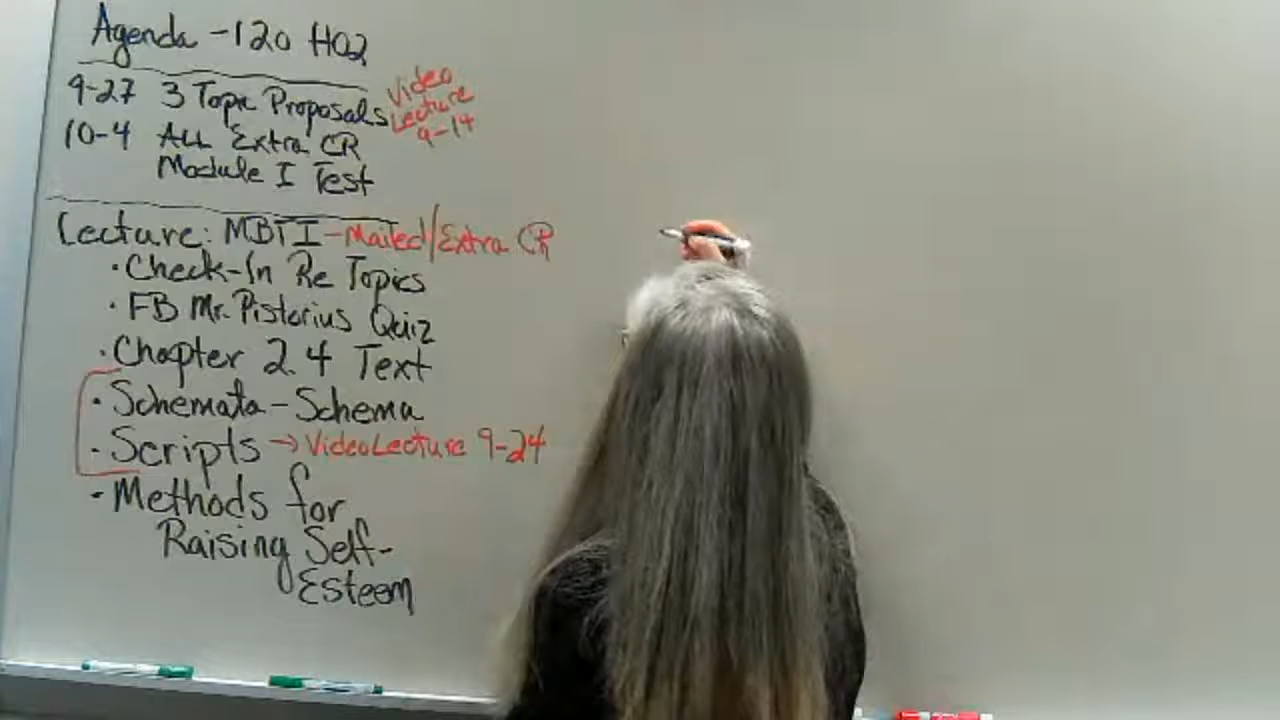 Agenda - 120 HO2
9-27 3 Topic Proposals
Video
Lecture
9-14
10-4 ALL Extra CR
Module I Test
Lecture: MBTI - Mailed/Extra CR
• Check-In Re Topics
• FB Mr. Pistorius Quiz
• Chapter 2.4 Text
• Schemata - Schema
• Scripts → Video Lecture 9-24
• Methods for
Raising Self-
Esteem